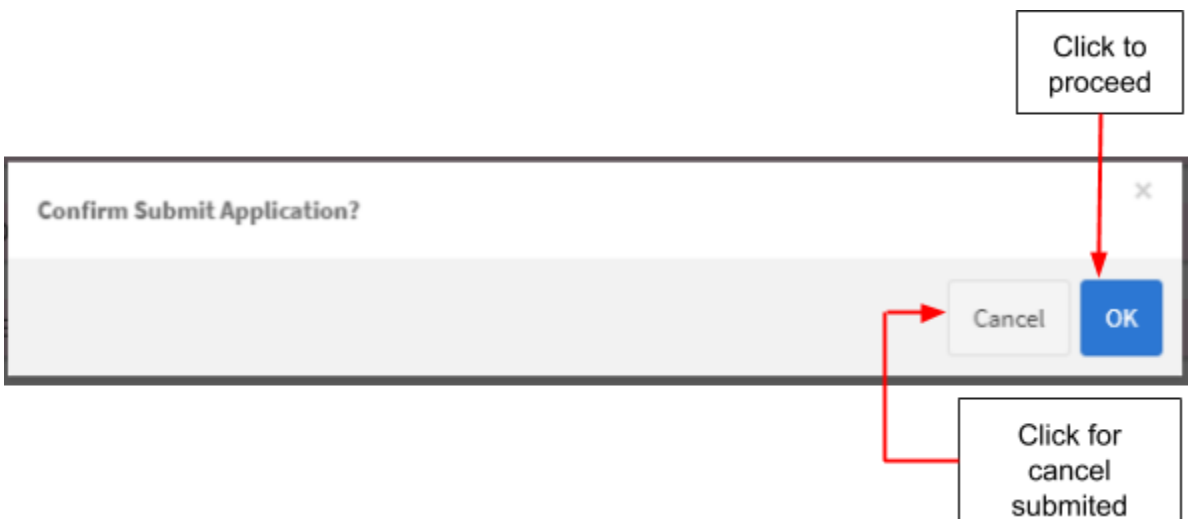 Click to
proceed
Confirm Submit Application?
×
Cancel
OK
Click for
cancel
submited